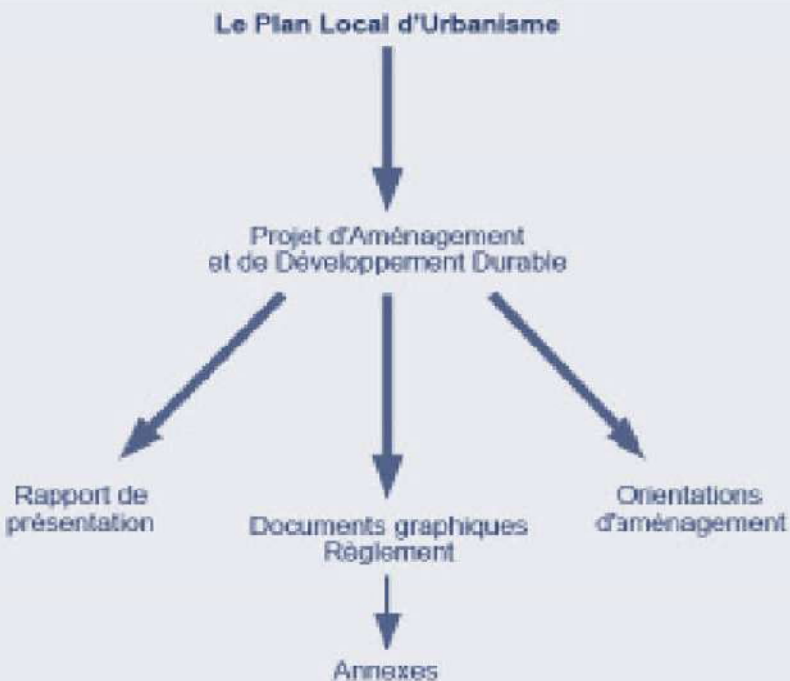 Le Plan Local d'Urbanisme
Projet d'Aménagement
et de Développement Durable
Rapport de
présentation
Documents graphiques
Règlement
Orientations
d'aménagement
Annexes